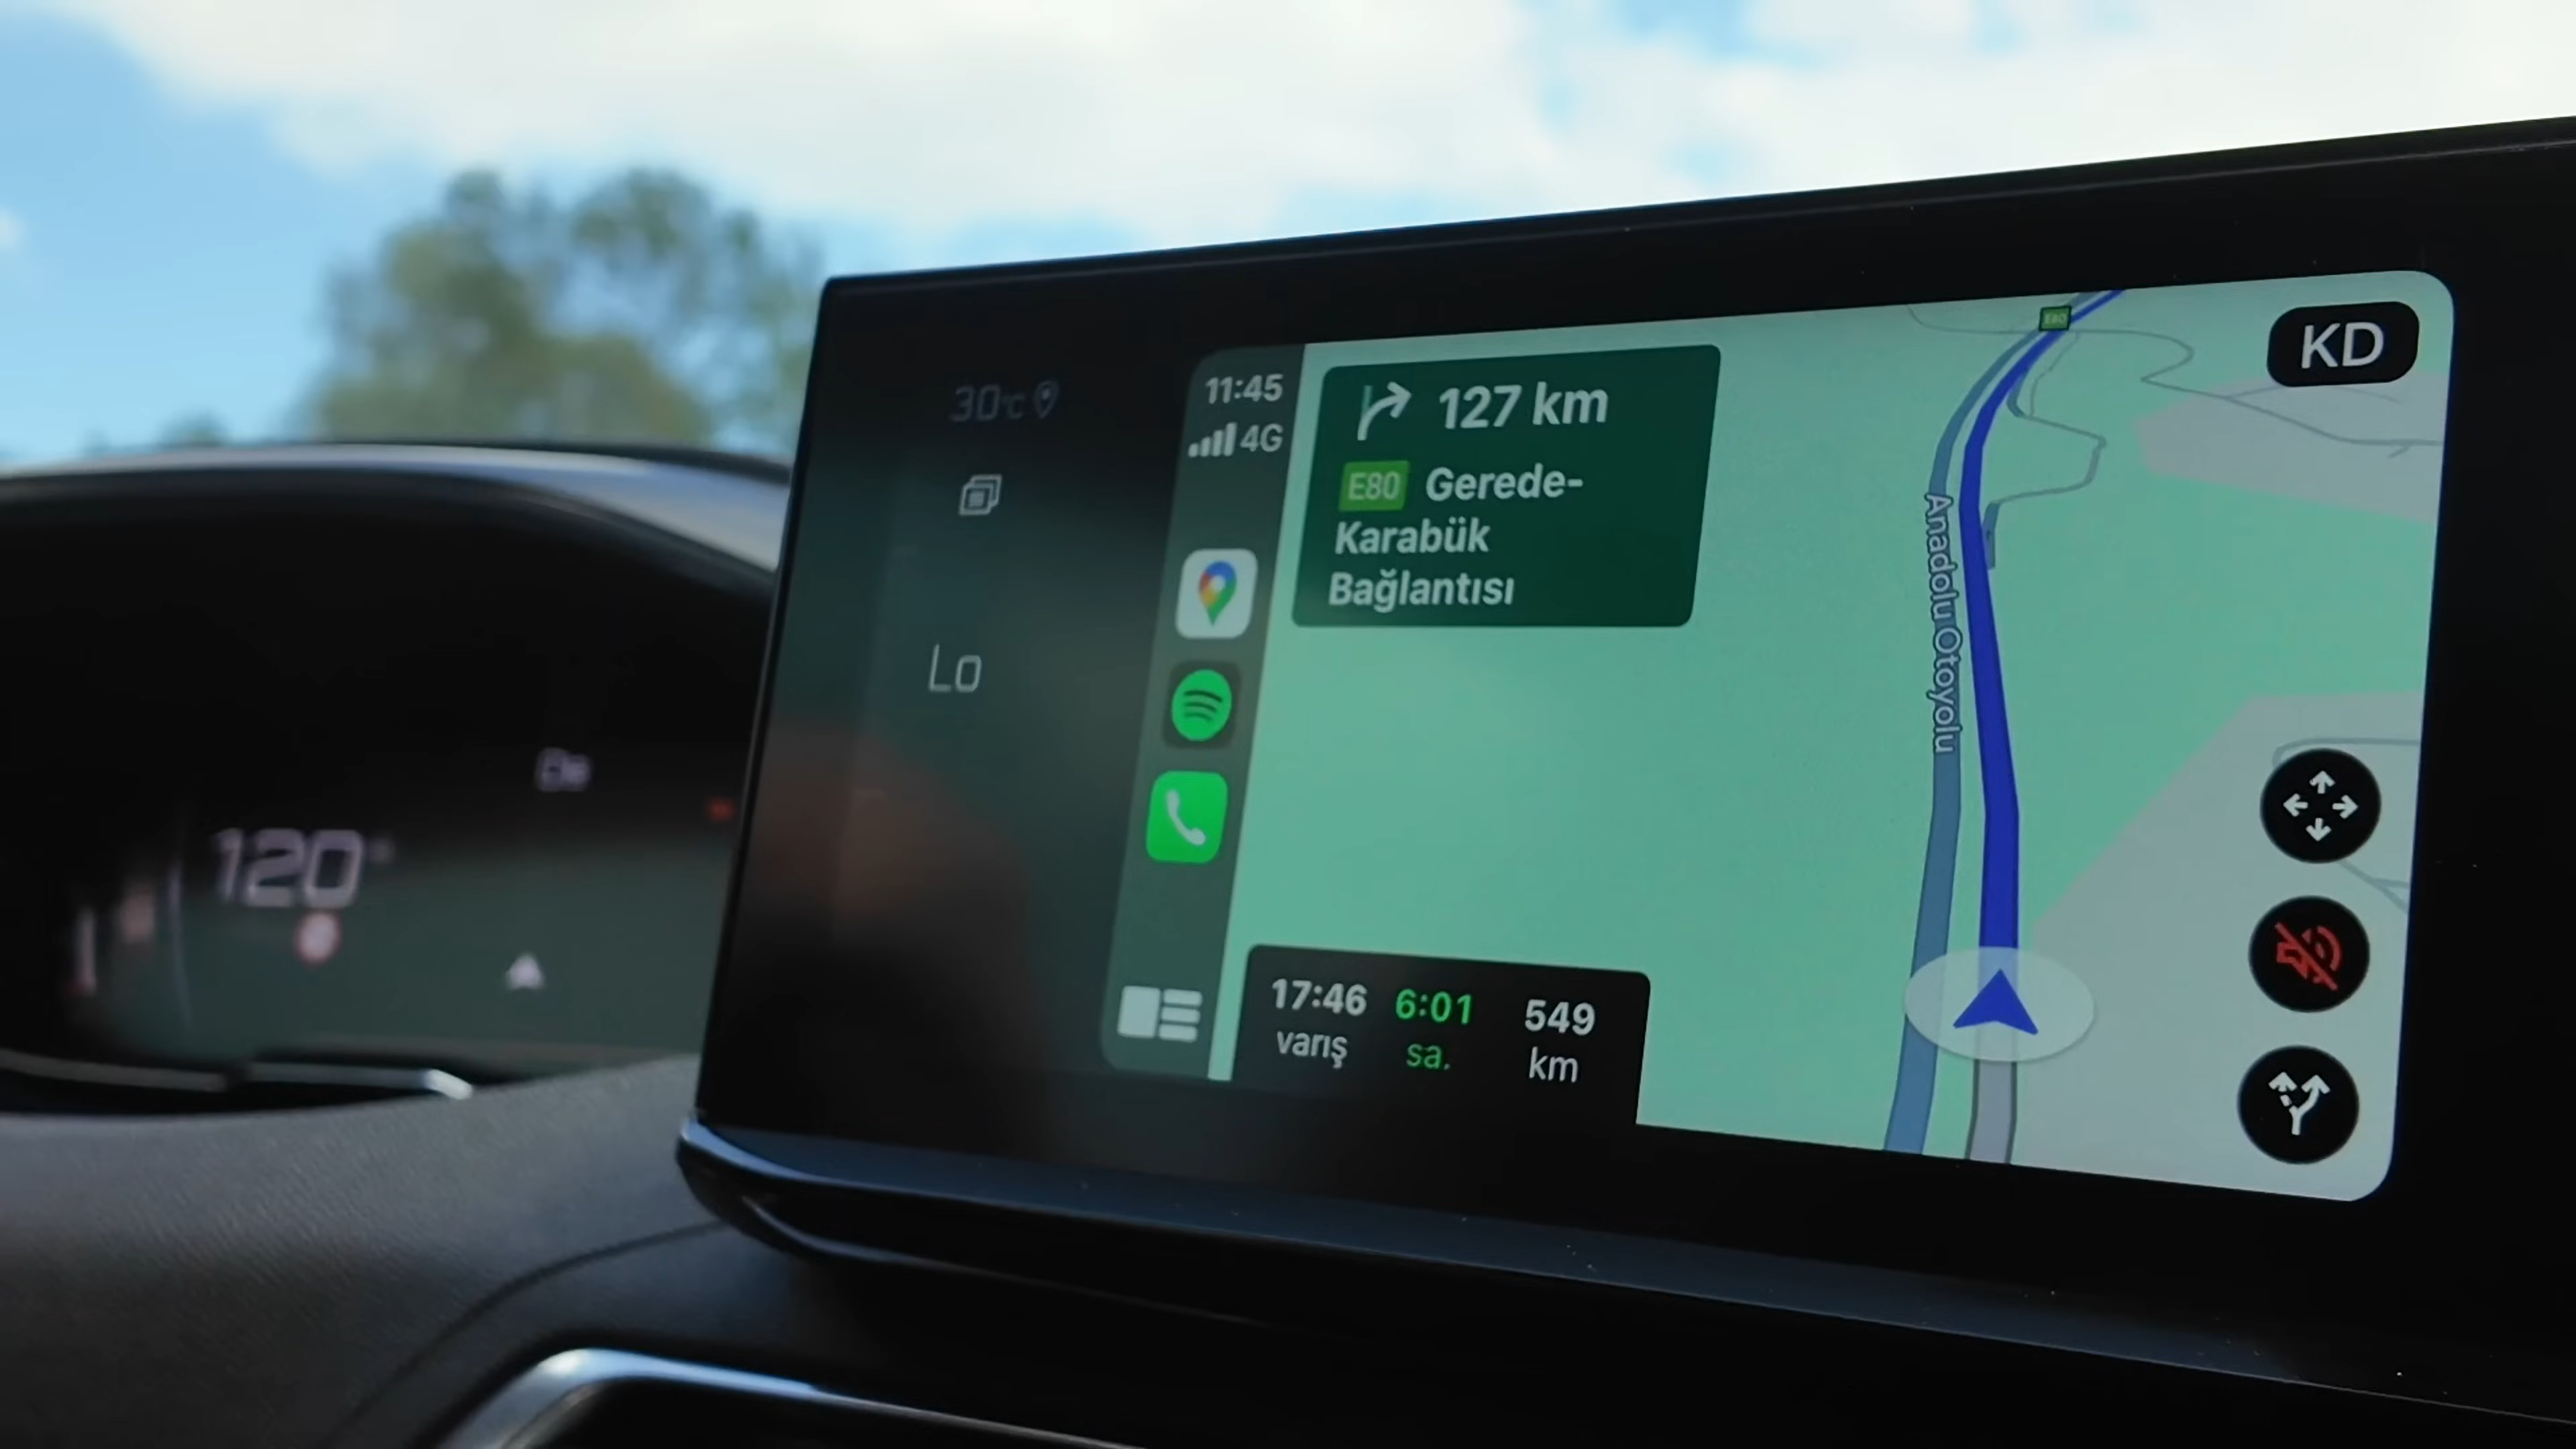 30°C
Lo
120
11:45
4G
127 km
E80 Gerede-
Karabük
Bağlantısı
17:46 6:01 549
varış sa. km
E80
Anadolu Otoyolu
KD